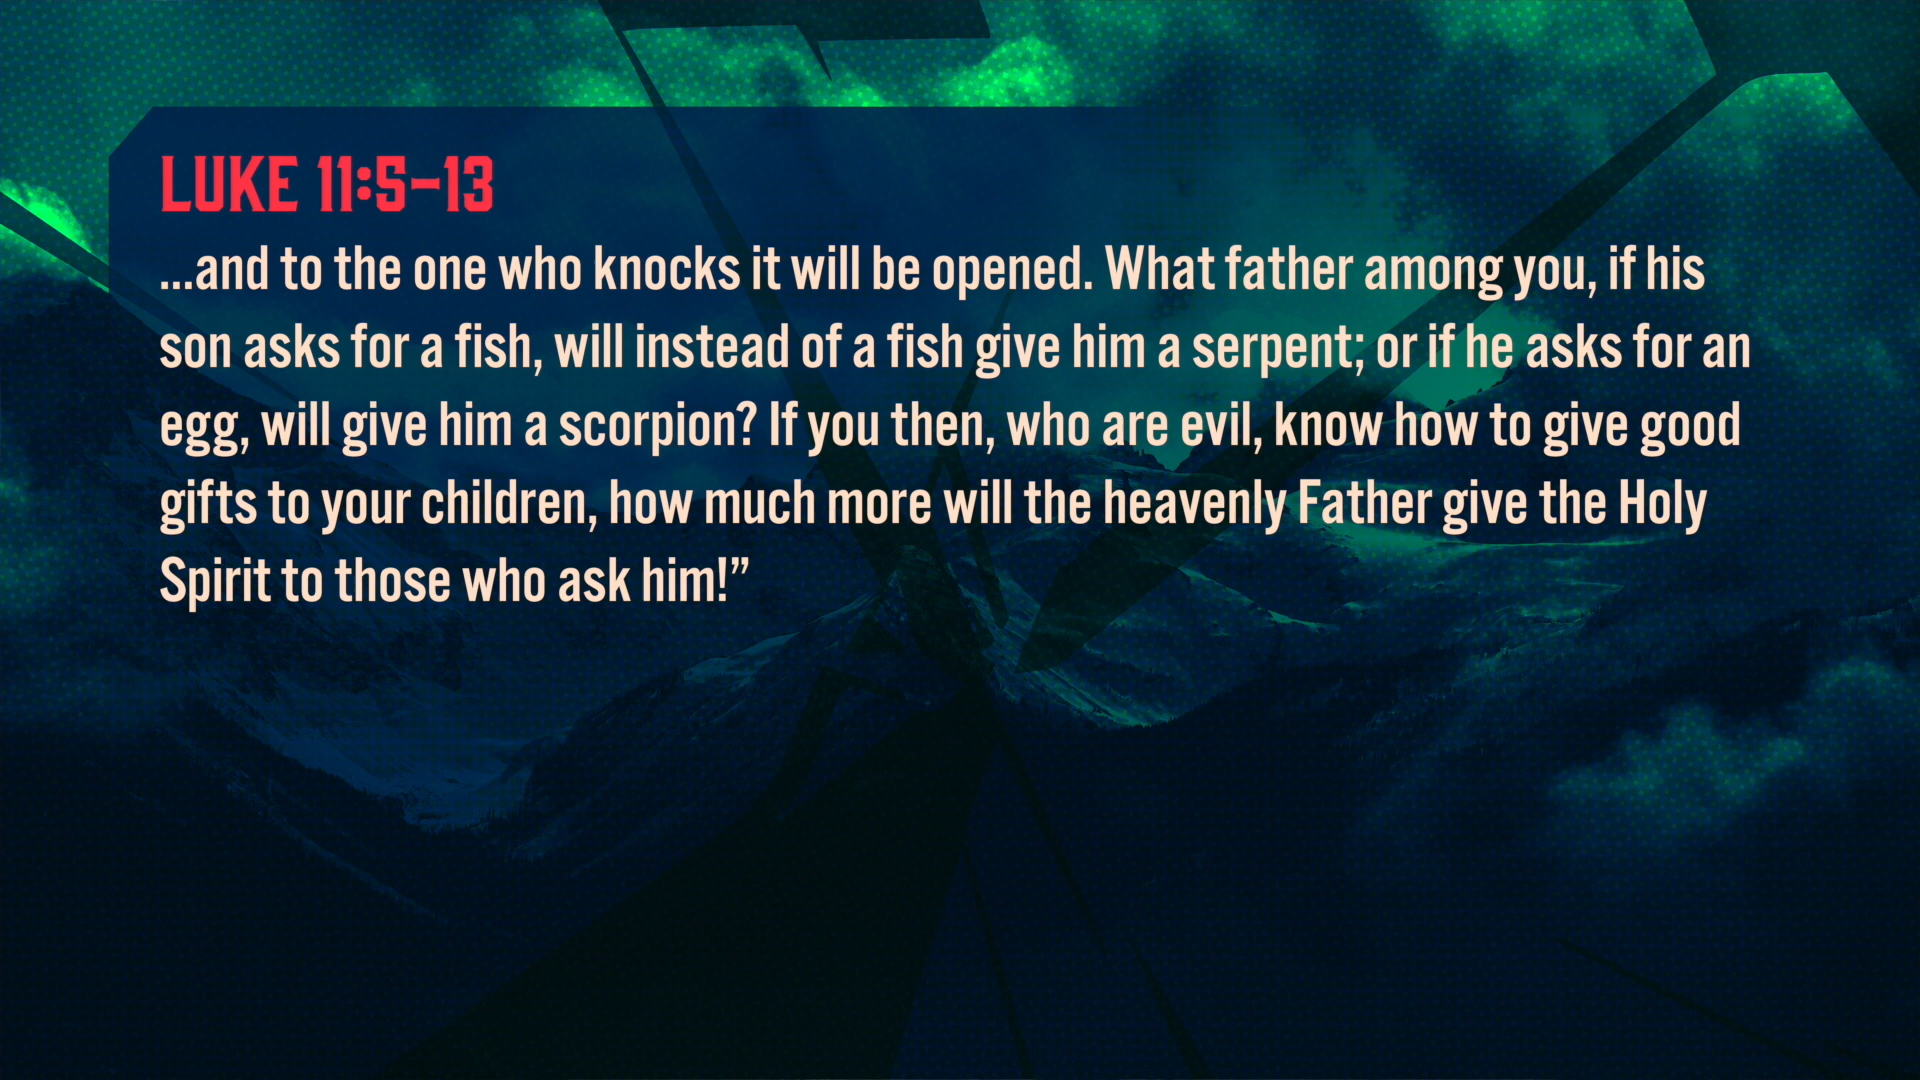 LUKE 11:5–13
...and to the one who knocks it will be opened. What father among you, if his
son asks for a fish, will instead of a fish give him a serpent; or if he asks for an
egg, will give him a scorpion? If you then, who are evil, know how to give good
gifts to your children, how much more will the heavenly Father give the Holy
Spirit to those who ask him!”